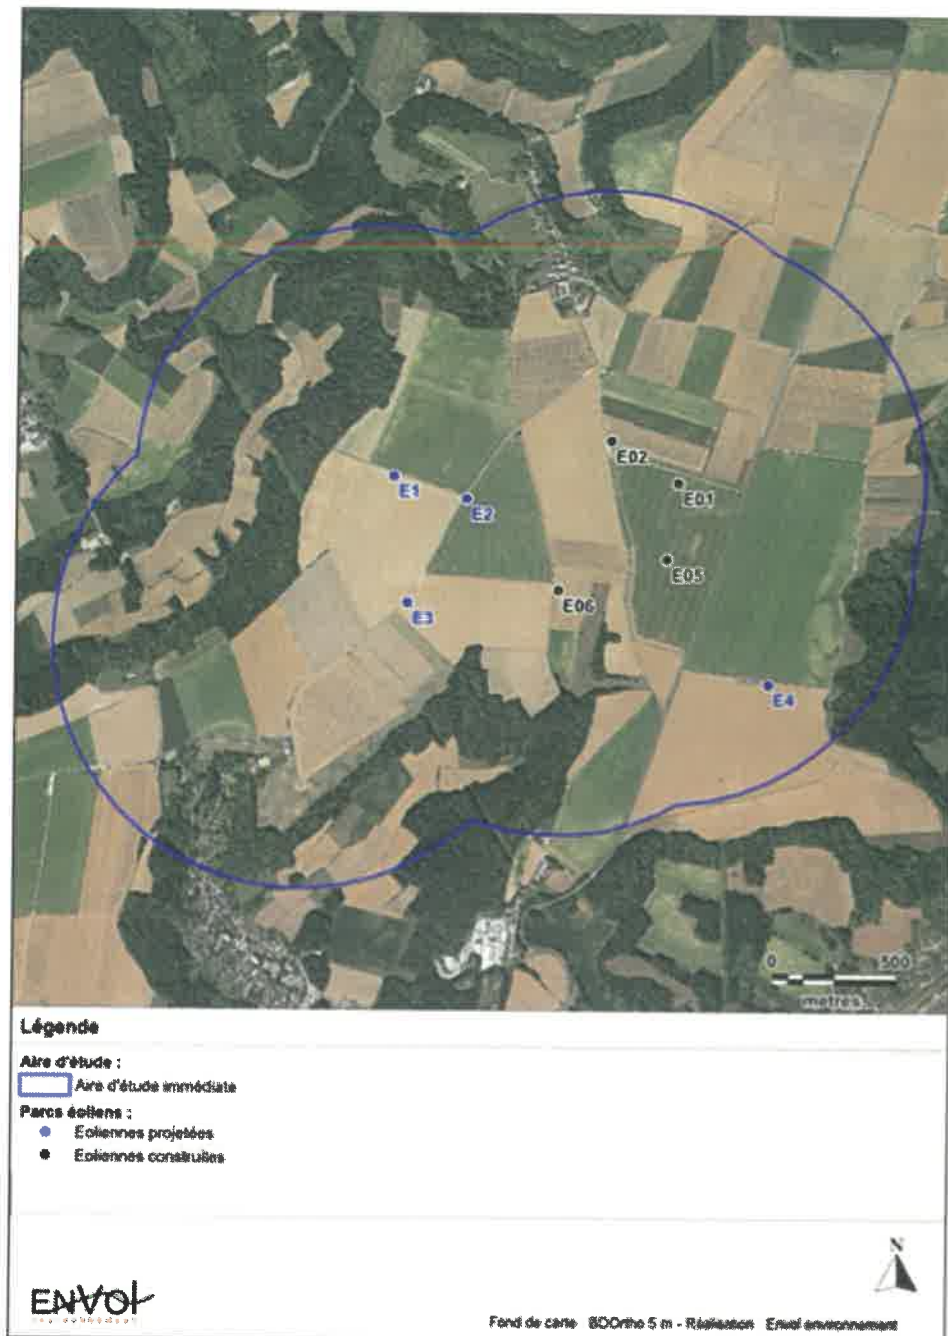 E02
E1
E01
E2
E05
E06
E3
E4
0 500
metres
Légende
Aire d'étude :
Aire d'étude immédiate
Parcs éoliens :
Eoliennes projetées
Eoliennes construites
N
ENVOL
Fond de carte BDOrtho 5 m - Réalisation Envol environnement